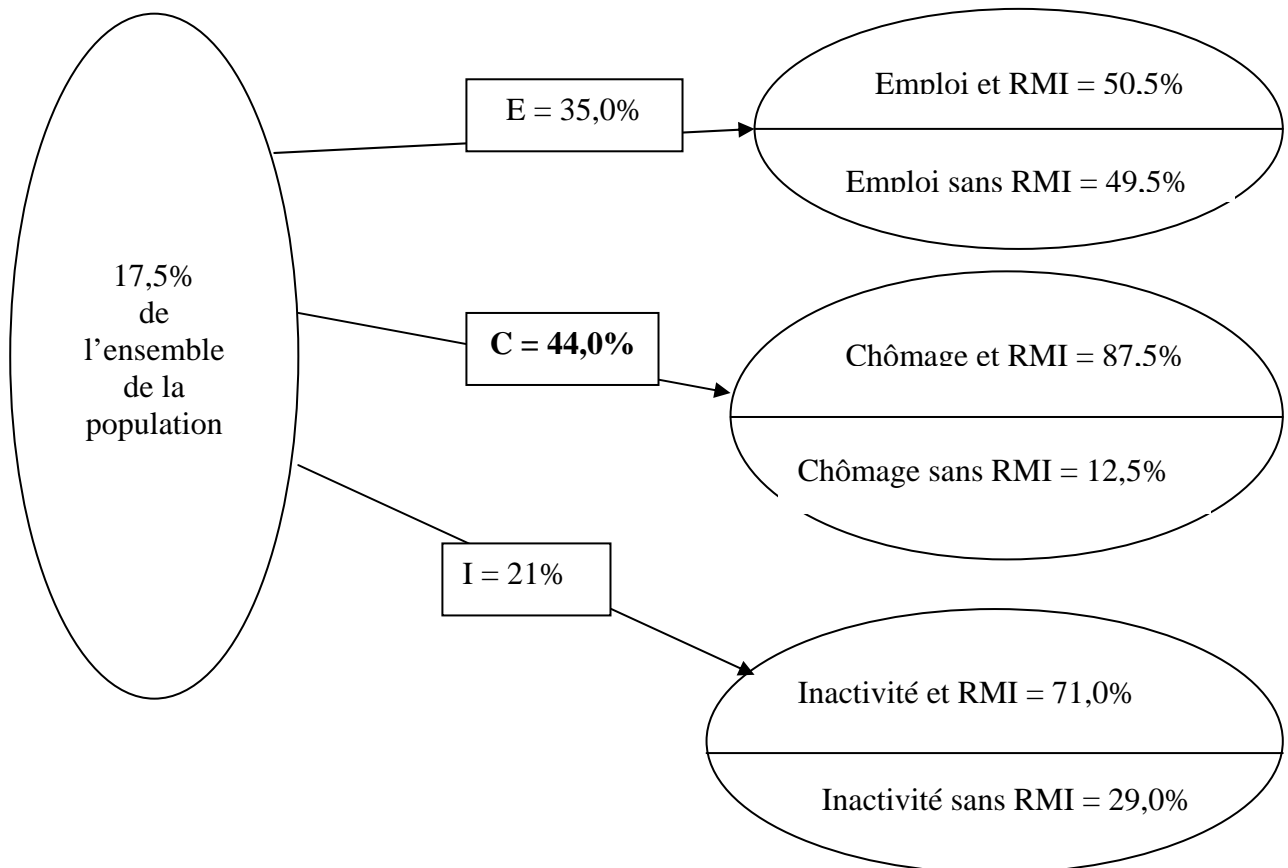 17,5%
de
l’ensemble
de la
population
E = 35,0%
Emploi et RMI = 50.5%
Emploi sans RMI = 49.5%
C = 44,0%
Chômage et RMI = 87.5%
Chômage sans RMI = 12,5%
I = 21%
Inactivité et RMI = 71,0%
Inactivité sans RMI = 29,0%